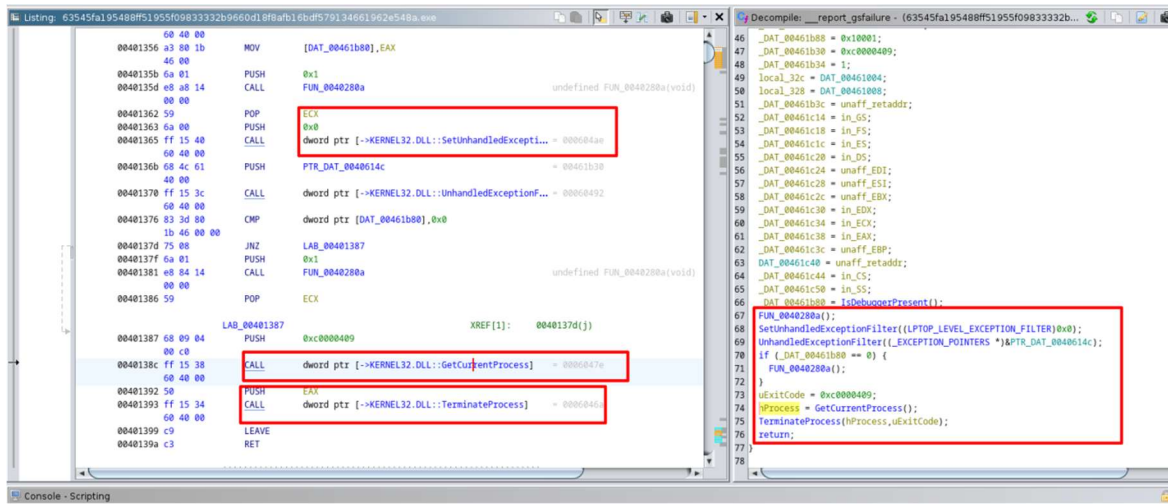 Listing: 63545fa195488ff51955f09833332b9660d18f8afb16bdf579134661962e548a.exe
60 40 00
00401356 a3 80 1b MOV [DAT_00461b80],EAX
46 00
0040135b 6a 01 PUSH 0x1
0040135d e8 a8 14 CALL FUN_0040280a undefined FUN_0040280a(void)
00 00
00401362 59 POP ECX
00401363 6a 00 PUSH 0x0
00401365 ff 15 40 CALL dword ptr [->KERNEL32.DLL::SetUnhandledExcepti... = 000604ae
60 40 00
0040136b 68 4c 61 PUSH PTR_DAT_0040614c = 00461b30
40 00
00401370 ff 15 3c CALL dword ptr [->KERNEL32.DLL::UnhandledExceptionF... = 00060492
60 40 00
00401376 83 3d 80 CMP dword ptr [DAT_00461b80],0x0
1b 46 00 00
0040137d 75 08 JNZ LAB_00401387
0040137f 6a 01 PUSH 0x1
00401381 e8 84 14 CALL FUN_0040280a undefined FUN_0040280a(void)
00 00
00401386 59 POP ECX
LAB_00401387 XREF[1]: 0040137d(j)
00401387 68 09 04 PUSH 0xc0000409
00 c0
0040138c ff 15 38 CALL dword ptr [->KERNEL32.DLL::GetCurrentProcess] = 0006047e
60 40 00
00401392 50 PUSH EAX
00401393 ff 15 34 CALL dword ptr [->KERNEL32.DLL::TerminateProcess] = 0006046a
60 40 00
00401399 c9 LEAVE
0040139a c3 RET
Decompile: ___report_gsfailure - (63545fa195488ff51955f09833332b...
46 _DAT_00461b88 = 0x10001;
47 _DAT_00461b30 = 0xc0000409;
48 _DAT_00461b34 = 1;
49 local_32c = DAT_00461004;
50 local_328 = DAT_00461008;
51 _DAT_00461b3c = unaff_retaddr;
52 _DAT_00461c14 = in_GS;
53 _DAT_00461c18 = in_FS;
54 _DAT_00461c1c = in_ES;
55 _DAT_00461c20 = in_DS;
56 _DAT_00461c24 = unaff_EDI;
57 _DAT_00461c28 = unaff_ESI;
58 _DAT_00461c2c = unaff_EBX;
59 _DAT_00461c30 = in_EDX;
60 _DAT_00461c34 = in_ECX;
61 _DAT_00461c38 = in_EAX;
62 _DAT_00461c3c = unaff_EBP;
63 DAT_00461c40 = unaff_retaddr;
64 _DAT_00461c44 = in_CS;
65 _DAT_00461c50 = in_SS;
66 _DAT_00461b80 = IsDebuggerPresent();
67 FUN_0040280a();
68 SetUnhandledExceptionFilter((LPTOP_LEVEL_EXCEPTION_FILTER)0x0);
69 UnhandledExceptionFilter((_EXCEPTION_POINTERS *)&PTR_DAT_0040614c);
70 if (_DAT_00461b80 == 0) {
71 FUN_0040280a();
72 }
73 uExitCode = 0xc0000409;
74 hProcess = GetCurrentProcess();
75 TerminateProcess(hProcess,uExitCode);
76 return;
77 }
78
Console - Scripting